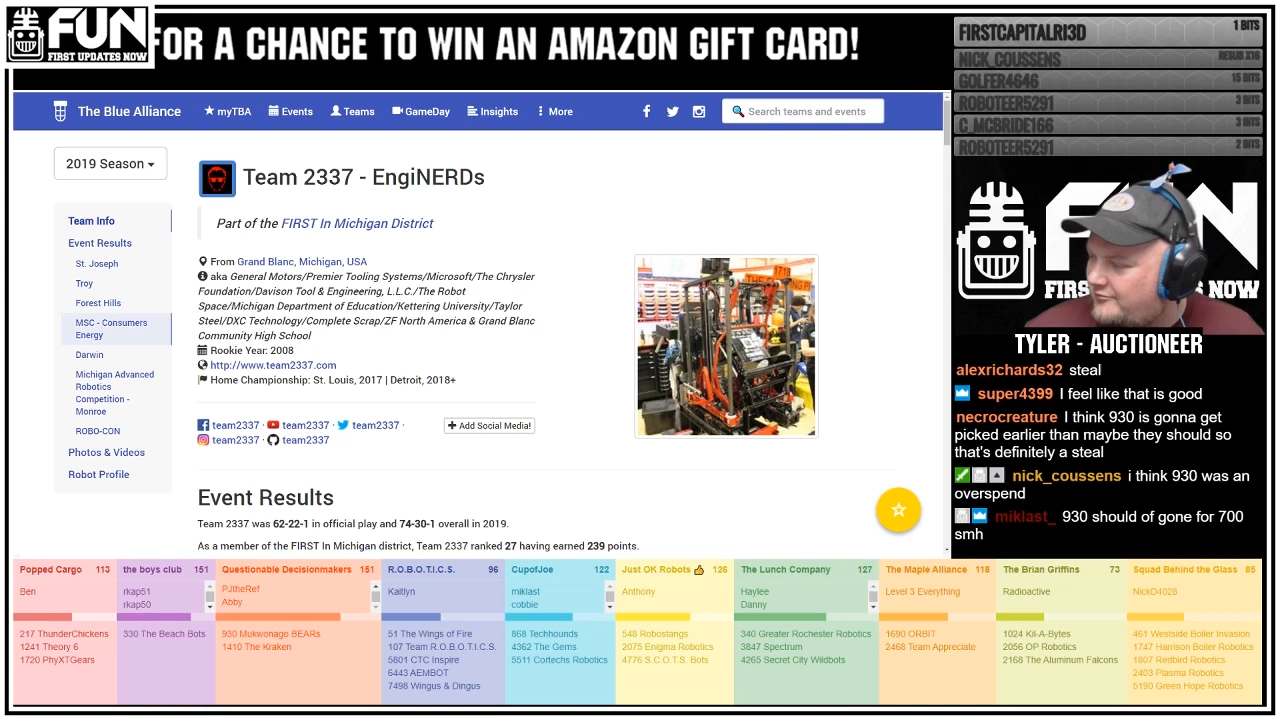 FUN
FIRST UPDATES NOW
FOR A CHANCE TO WIN AN AMAZON GIFT CARD!
FIRSTCAPITALRI3D 1 BITS
NICK_COUSSENS RESUB X16
GOLFER4646 15 BITS
ROBOTEER5291 3 BITS
C_MCBRIDE166 3 BITS
ROBOTEER5291 2 BITS
The Blue Alliance myTBA Events Teams GameDay Insights More Search teams and events
2019 Season
Team Info
Event Results
St. Joseph
Troy
Forest Hills
MSC - Consumers
Energy
Darwin
Michigan Advanced
Robotics
Competition -
Monroe
ROBO-CON
Photos & Videos
Robot Profile
Team 2337 - EngiNERDs
Part of the FIRST In Michigan District
From Grand Blanc, Michigan, USA
aka General Motors/Premier Tooling Systems/Microsoft/The Chrysler
Foundation/Davison Tool & Engineering, L.L.C./The Robot
Space/Michigan Department of Education/Kettering University/Taylor
Steel/DXC Technology/Complete Scrap/ZF North America & Grand Blanc
Community High School
Rookie Year: 2008
http://www.team2337.com
Home Championship: St. Louis, 2017 | Detroit, 2018+
team2337 · team2337 · team2337 ·
team2337 · team2337
Add Social Media!
1718
Event Results
Team 2337 was 62-22-1 in official play and 74-30-1 overall in 2019.
As a member of the FIRST In Michigan district, Team 2337 ranked 27 having earned 239 points.
FUN
FIRS NOW
TYLER - AUCTIONEER
alexrichards32 steal
super4399 I feel like that is good
necrocreature I think 930 is gonna get
picked earlier than maybe they should so
that's definitely a steal
nick_coussens i think 930 was an
overspend
miklast_ 930 should of gone for 700
smh
Popped Cargo 113
Ben
217 ThunderChickens
1241 Theory 6
1720 PhyXTGears
the boys club 151
rkap51
rkap50
330 The Beach Bots
Questionable Decisionmakers 151
PJtheRef
Abby
930 Mukwonago BEARs
1410 The Kraken
R.O.B.O.T.I.C.S. 96
Kaitlyn
51 The Wings of Fire
107 Team R.O.B.O.T.I.C.S.
5801 CTC Inspire
6443 AEMBOT
7498 Wingus & Dingus
CupofJoe 122
miklast
cobbie
868 Techhounds
4362 The Gems
5511 Cortechs Robotics
Just OK Robots 👍 126
Anthony
548 Robostangs
2075 Enigma Robotics
4776 S.C.O.T.S. Bots
The Lunch Company 127
Haylee
Danny
340 Greater Rochester Robotics
3847 Spectrum
4265 Secret City Wildbots
The Maple Alliance 118
Level 3 Everything
1690 ORBIT
2468 Team Appreciate
The Brian Griffins 73
Radioactive
1024 Kil-A-Bytes
2056 OP Robotics
2168 The Aluminum Falcons
Squad Behind the Glass 85
NickD4028
461 Westside Boiler Invasion
1747 Harrison Boiler Robotics
1807 Redbird Robotics
2403 Plasma Robotics
5190 Green Hope Robotics